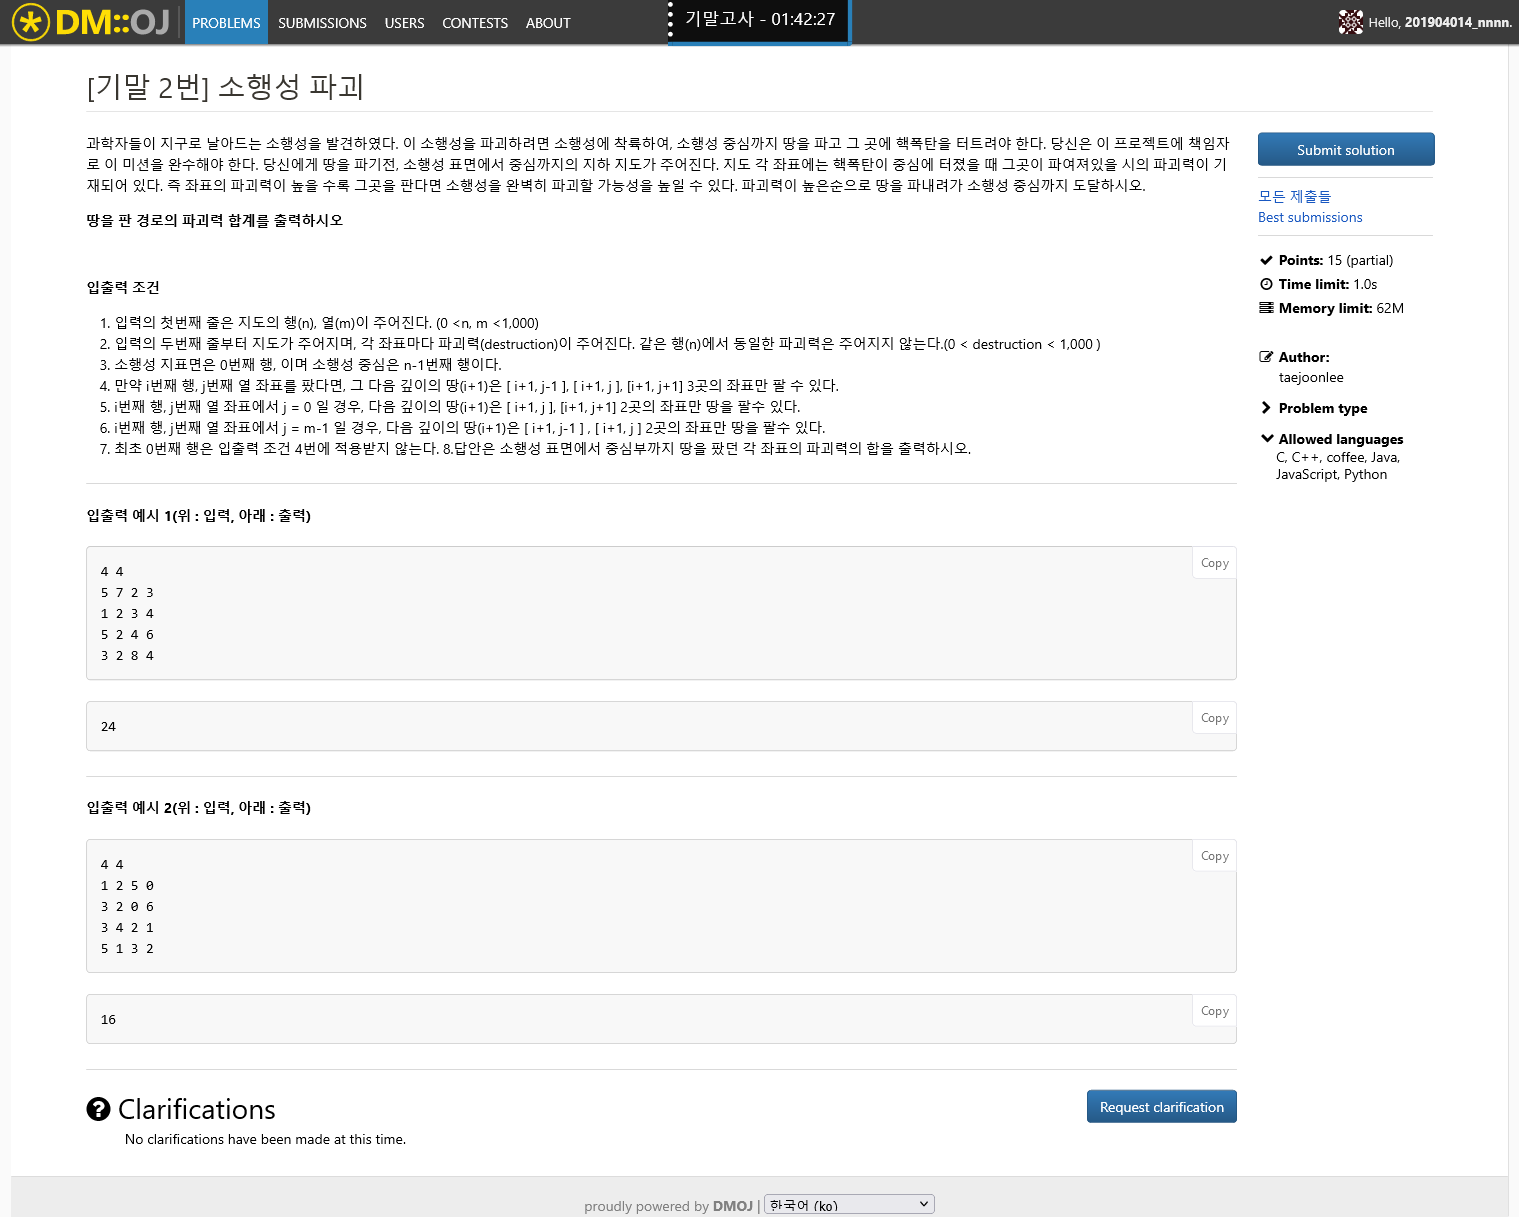 DM::OJ
PROBLEMS SUBMISSIONS USERS CONTESTS ABOUT
기말고사 - 01:42:27
Hello, 201904014_nnnn.
[기말 2번] 소행성 파괴
과학자들이 지구로 날아드는 소행성을 발견하였다. 이 소행성을 파괴하려면 소행성에 착륙하여, 소행성 중심까지 땅을 파고 그 곳에 핵폭탄을 터트려야 한다. 당신은 이 프로젝트에 책임자
로 이 미션을 완수해야 한다. 당신에게 땅을 파기전, 소행성 표면에서 중심까지의 지하 지도가 주어진다. 지도 각 좌표에는 핵폭탄이 중심에 터졌을 때 그곳이 파여져있을 시의 파괴력이 기
재되어 있다. 즉 좌표의 파괴력이 높을 수록 그곳을 판다면 소행성을 완벽히 파괴할 가능성을 높일 수 있다. 파괴력이 높은순으로 땅을 파내려가 소행성 중심까지 도달하시오.
땅을 판 경로의 파괴력 합계를 출력하시오
입출력 조건
1. 입력의 첫번째 줄은 지도의 행(n), 열(m)이 주어진다. (0 <n, m <1,000)
2. 입력의 두번째 줄부터 지도가 주어지며, 각 좌표마다 파괴력(destruction)이 주어진다. 같은 행(n)에서 동일한 파괴력은 주어지지 않는다.(0 < destruction < 1,000 )
3. 소행성 지표면은 0번째 행, 이며 소행성 중심은 n-1번째 행이다.
4. 만약 i번째 행, j번째 열 좌표를 팠다면, 그 다음 깊이의 땅(i+1)은 [ i+1, j-1 ], [ i+1, j ], [i+1, j+1] 3곳의 좌표만 팔 수 있다.
5. i번째 행, j번째 열 좌표에서 j = 0 일 경우, 다음 깊이의 땅(i+1)은 [ i+1, j ], [i+1, j+1] 2곳의 좌표만 땅을 팔수 있다.
6. i번째 행, j번째 열 좌표에서 j = m-1 일 경우, 다음 깊이의 땅(i+1)은 [ i+1, j-1 ] , [ i+1, j ] 2곳의 좌표만 땅을 팔수 있다.
7. 최초 0번째 행은 입출력 조건 4번에 적용받지 않는다. 8.답안은 소행성 표면에서 중심부까지 땅을 팠던 각 좌표의 파괴력의 합을 출력하시오.
입출력 예시 1(위 : 입력, 아래 : 출력)
Copy
4 4
5 7 2 3
1 2 3 4
5 2 4 6
3 2 8 4
Copy
24
입출력 예시 2(위 : 입력, 아래 : 출력)
Copy
4 4
1 2 5 0
3 2 0 6
3 4 2 1
5 1 3 2
Copy
16
Clarifications
Request clarification
No clarifications have been made at this time.
Submit solution
모든 제출들
Best submissions
Points: 15 (partial)
Time limit: 1.0s
Memory limit: 62M
Author:
taejoonlee
Problem type
Allowed languages
C, C++, coffee, Java,
JavaScript, Python
proudly powered by DMOJ | 한국어 (ko)